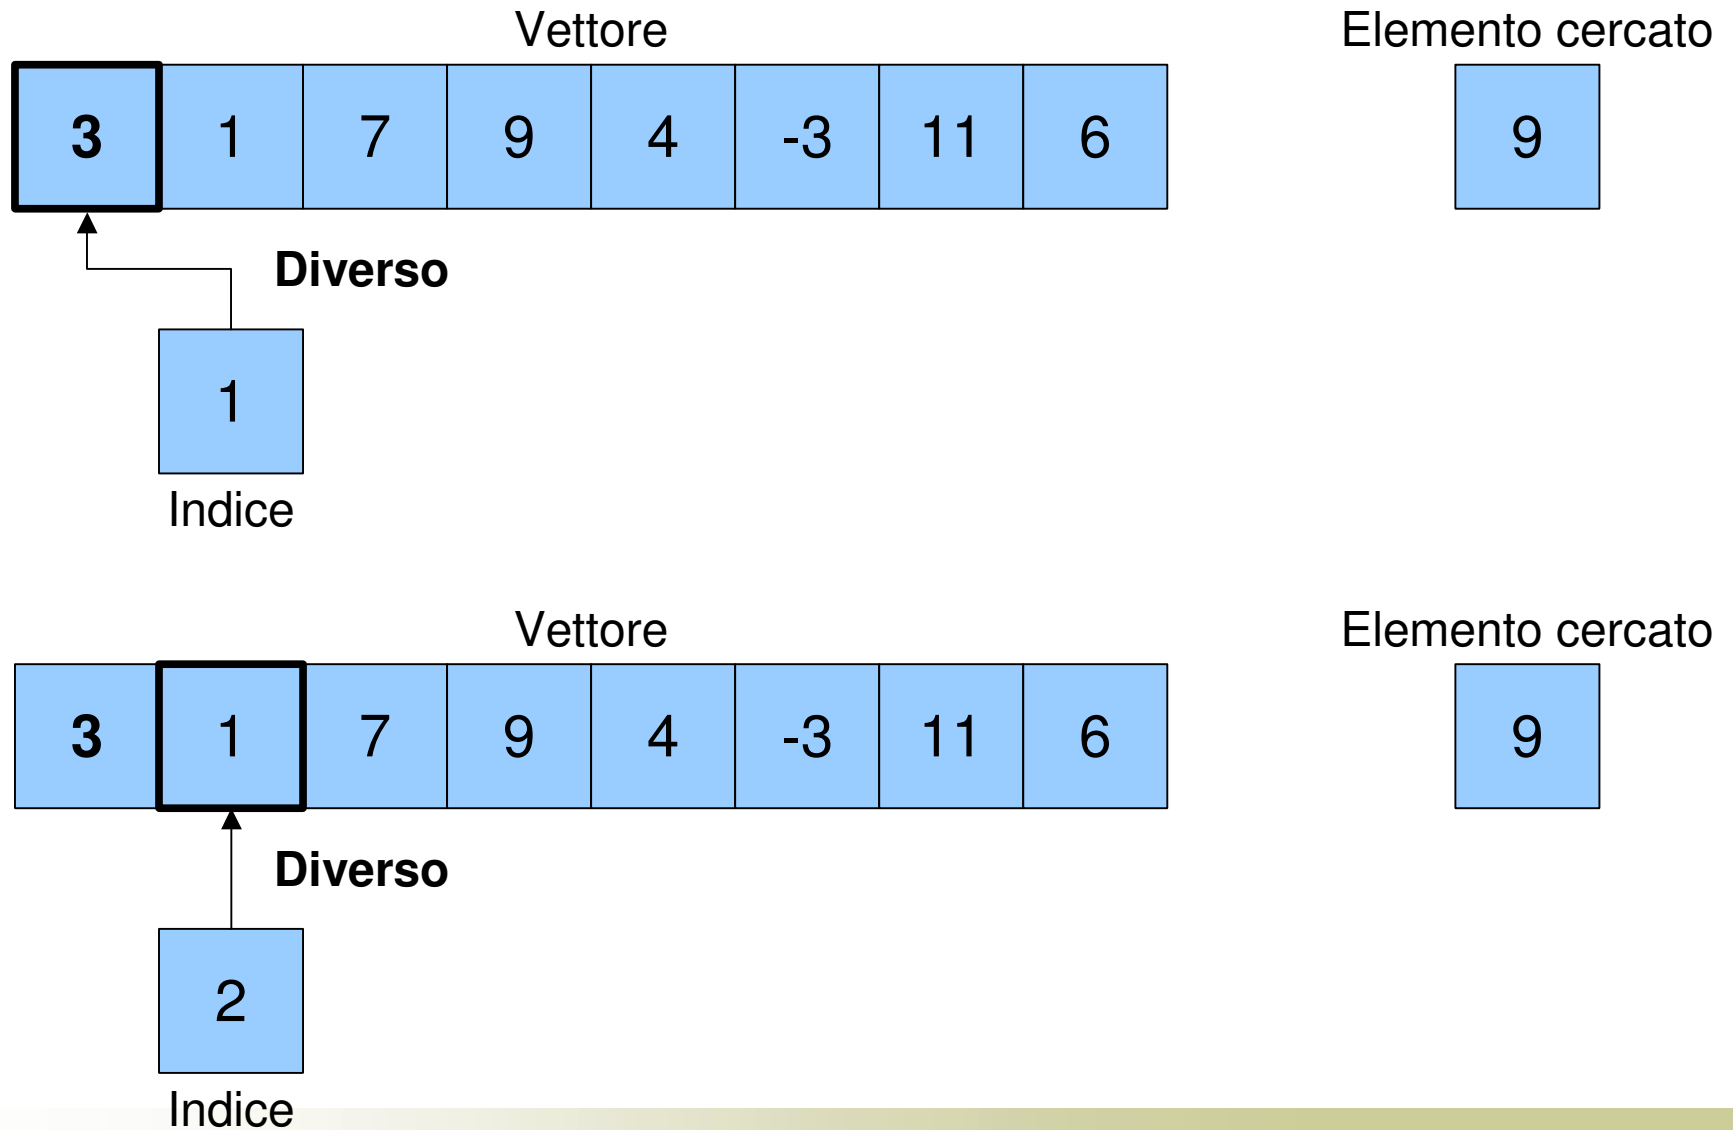 Vettore Elemento cercato
3 1 7 9 4 -3 11 6 9
Diverso
1
Indice
Vettore Elemento cercato
3 1 7 9 4 -3 11 6 9
Diverso
2
Indice